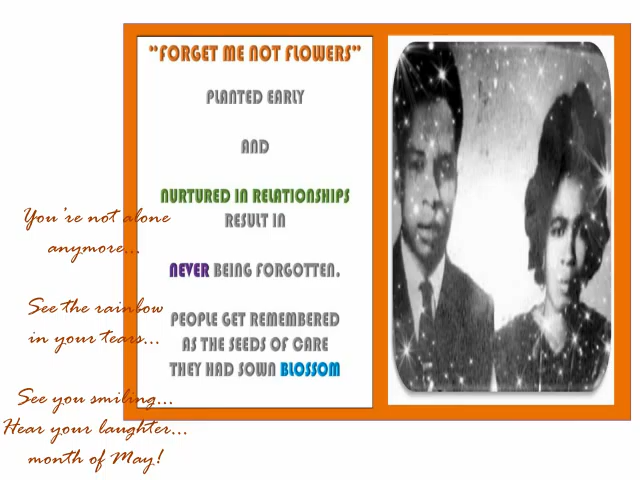 "FORGET ME NOT FLOWERS"
PLANTED EARLY
AND
NURTURED IN RELATIONSHIPS
RESULT IN
NEVER BEING FORGOTTEN.
PEOPLE GET REMEMBERED
AS THE SEEDS OF CARE
THEY HAD SOWN BLOSSOM
You're not alone
anymore...
See the rainbow
in your tears...
See you smiling...
Hear your laughter...
month of May!